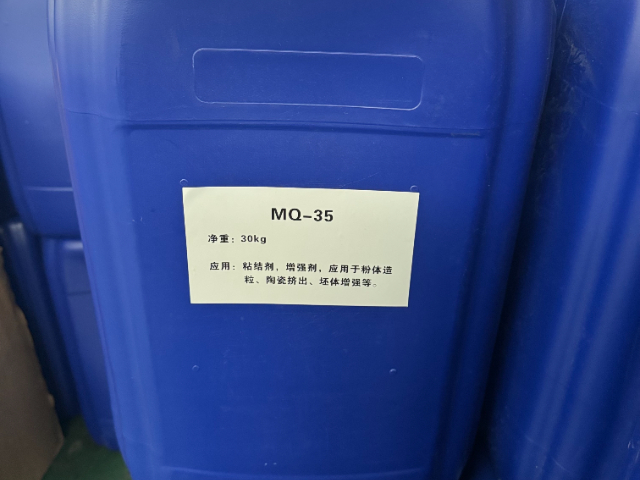 MQ-35
净重：30kg
应用：粘结剂，增强剂，应用于粉体造
粒、陶瓷挤出、坯体增强等。